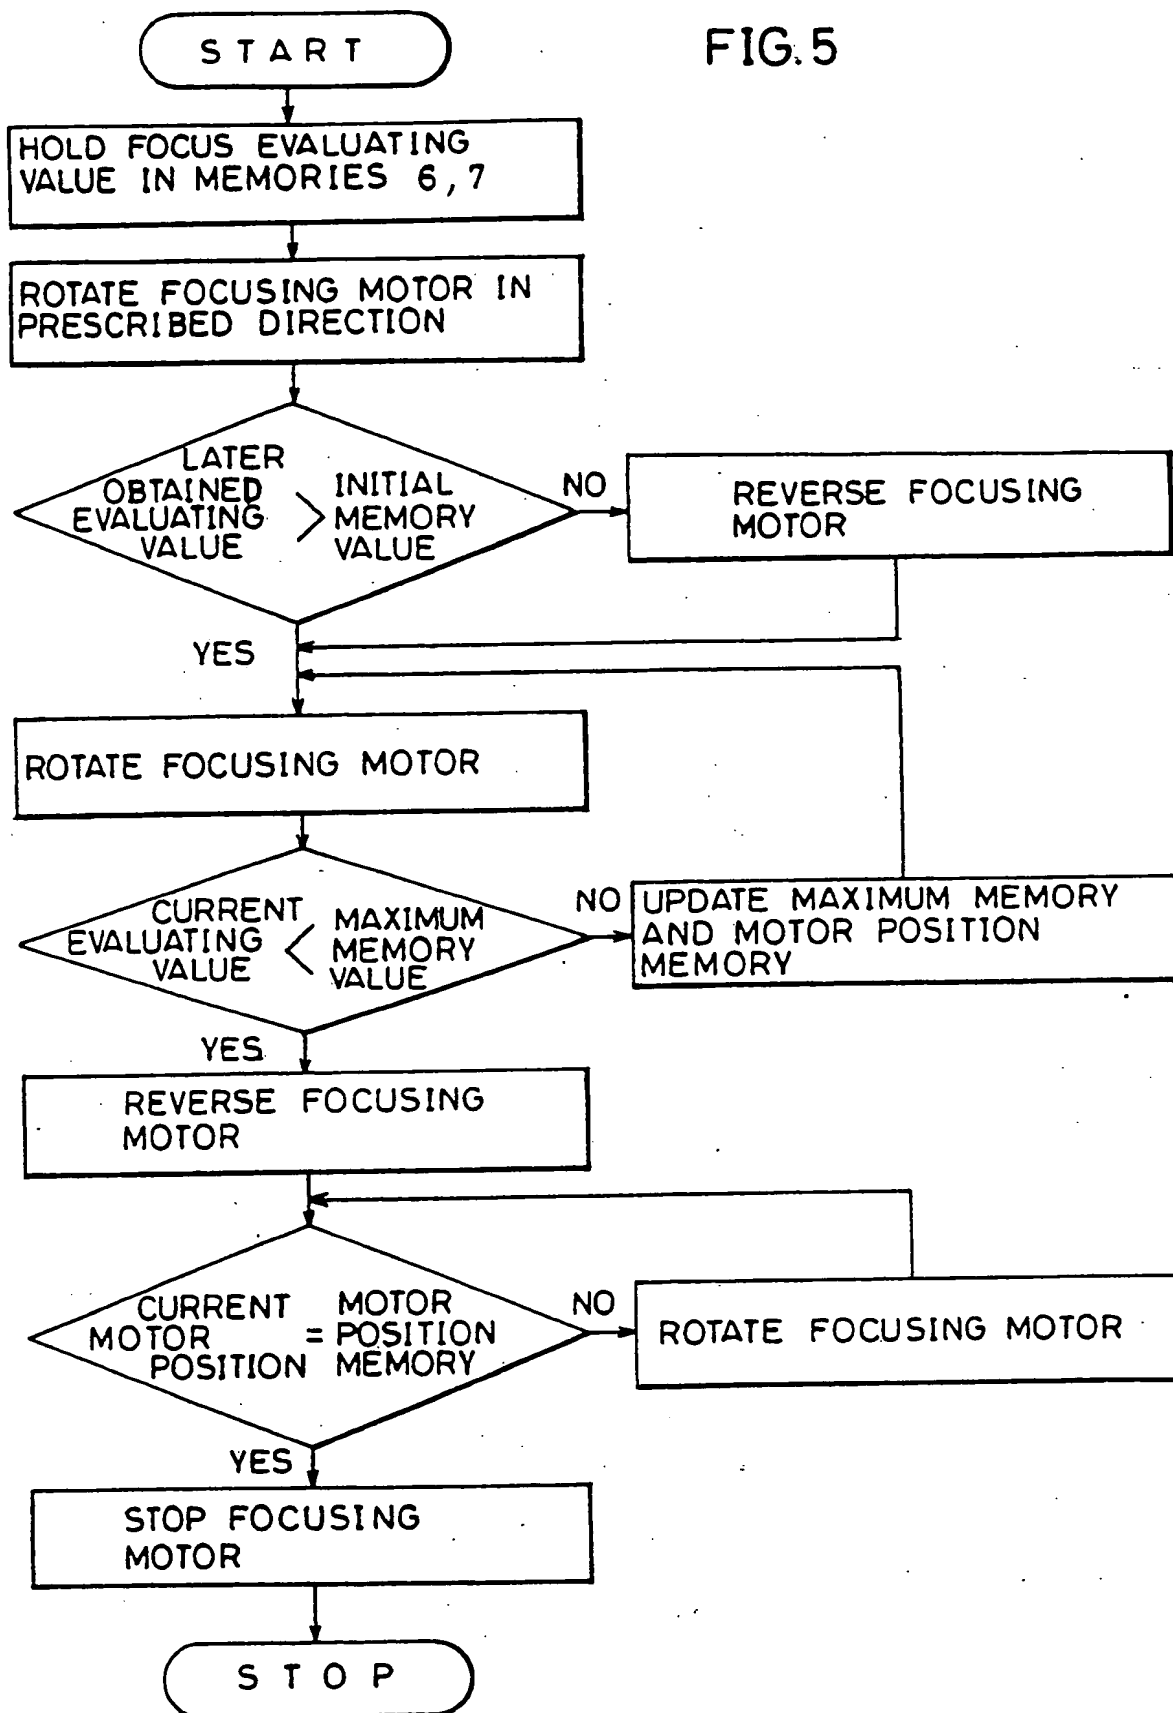 FIG. 5
START
HOLD FOCUS EVALUATING
VALUE IN MEMORIES 6, 7
ROTATE FOCUSING MOTOR IN
PRESCRIBED DIRECTION
LATER
OBTAINED
EVALUATING
VALUE
>
INITIAL
MEMORY
VALUE
NO
REVERSE FOCUSING
MOTOR
YES
ROTATE FOCUSING MOTOR
CURRENT
EVALUATING
VALUE
<
MAXIMUM
MEMORY
VALUE
NO
UPDATE MAXIMUM MEMORY
AND MOTOR POSITION
MEMORY
YES
REVERSE FOCUSING
MOTOR
CURRENT
MOTOR
POSITION
=
MOTOR
POSITION
MEMORY
NO
ROTATE FOCUSING MOTOR
YES
STOP FOCUSING
MOTOR
STOP